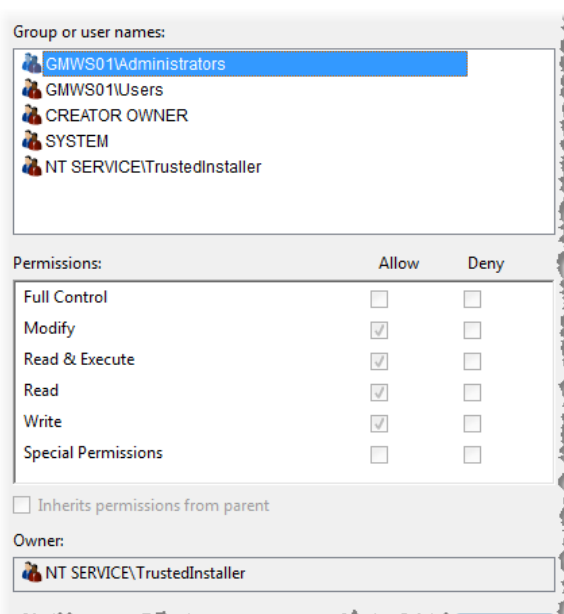 Group or user names:
GMWS01\Administrators
GMWS01\Users
CREATOR OWNER
SYSTEM
NT SERVICE\TrustedInstaller
Permissions: Allow Deny
Full Control
Modify
Read & Execute
Read
Write
Special Permissions
Inherits permissions from parent
Owner:
NT SERVICE\TrustedInstaller